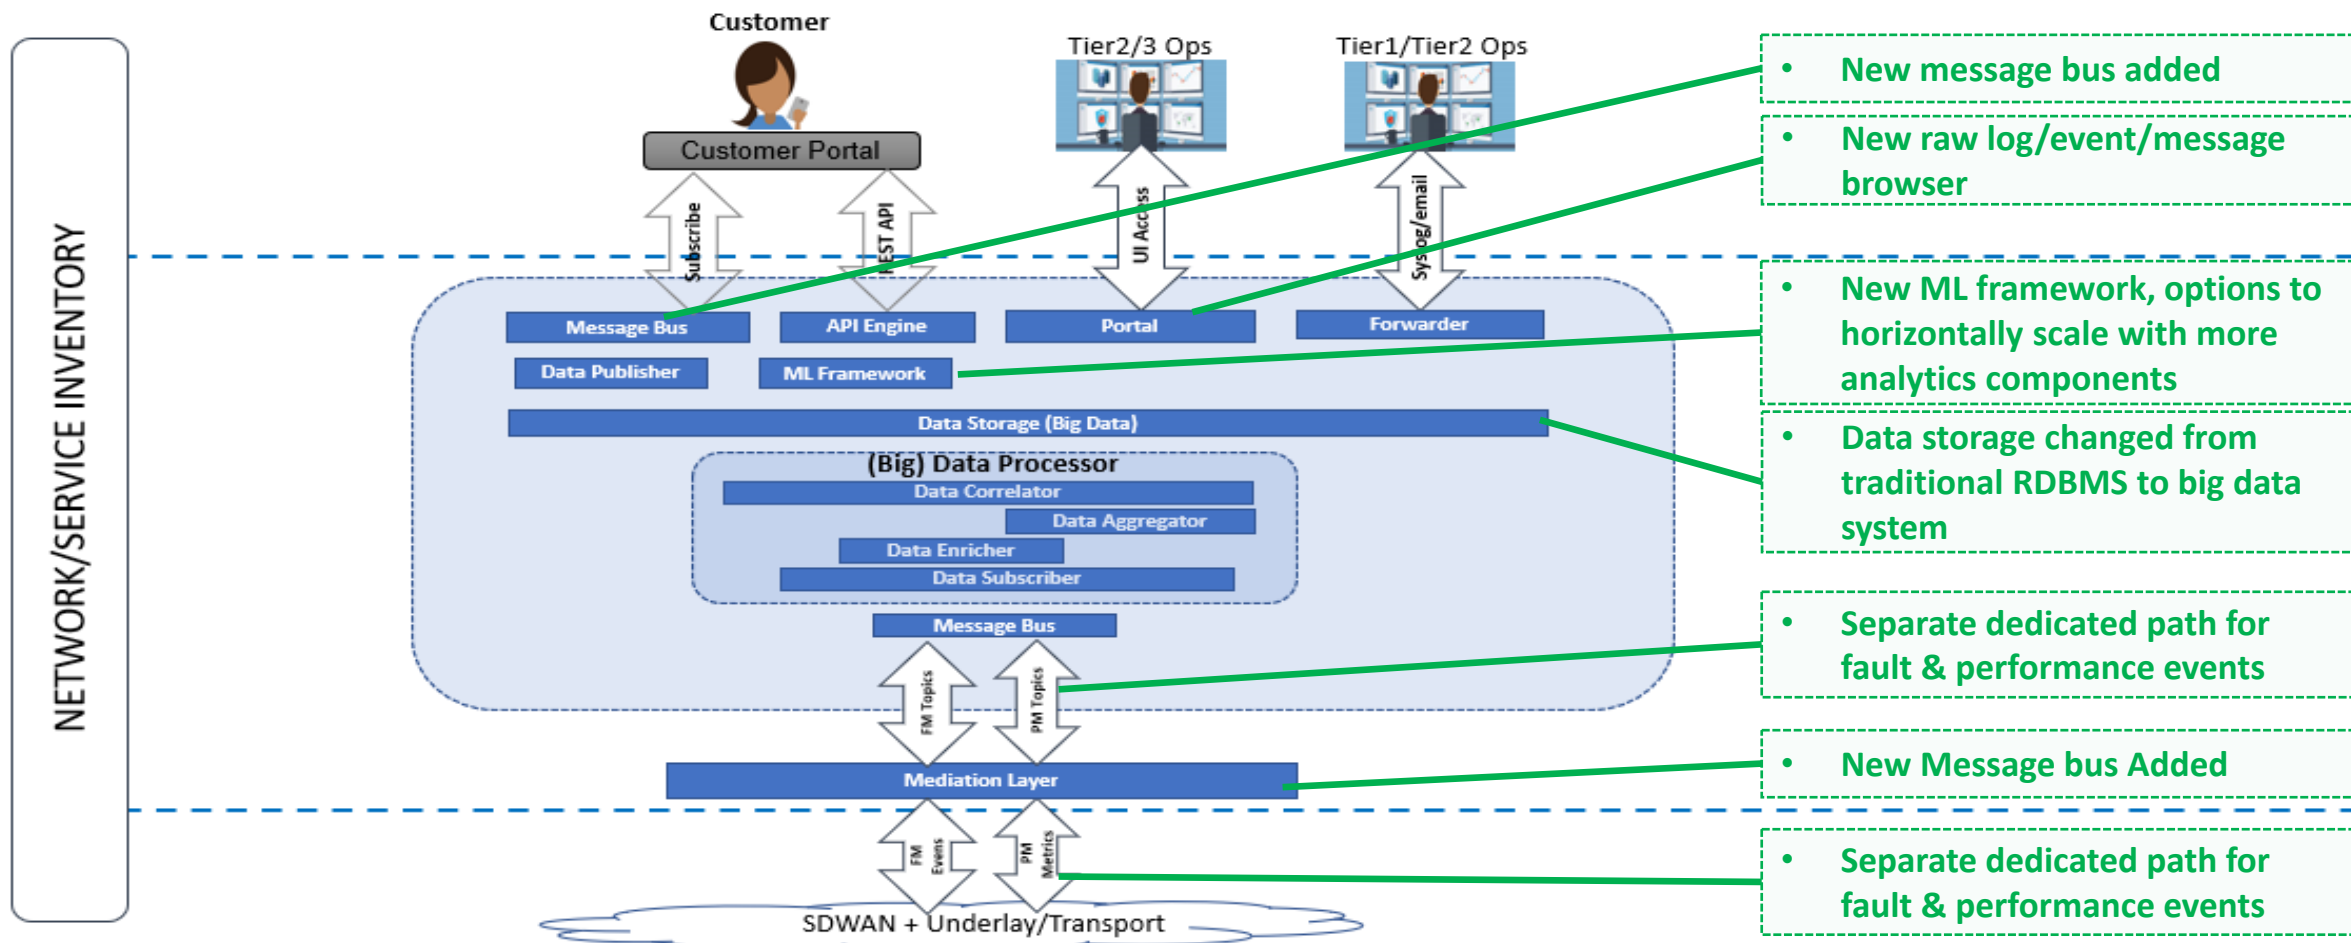 NETWORK/SERVICE INVENTORY
Customer
Customer Portal
Tier2/3 Ops
Tier1/Tier2 Ops
Subscribe
REST API
UI Access
Syslog/email
Message Bus
API Engine
Portal
Forwarder
Data Publisher
ML Framework
Data Storage (Big Data)
(Big) Data Processor
Data Correlator
Data Aggregator
Data Enricher
Data Subscriber
Message Bus
FM Topics
PM Topics
Mediation Layer
FM
Evens
PM
Metrics
SDWAN + Underlay/Transport
• New message bus added
• New raw log/event/message
browser
• New ML framework, options to
horizontally scale with more
analytics components
• Data storage changed from
traditional RDBMS to big data
system
• Separate dedicated path for
fault & performance events
• New Message bus Added
• Separate dedicated path for
fault & performance events